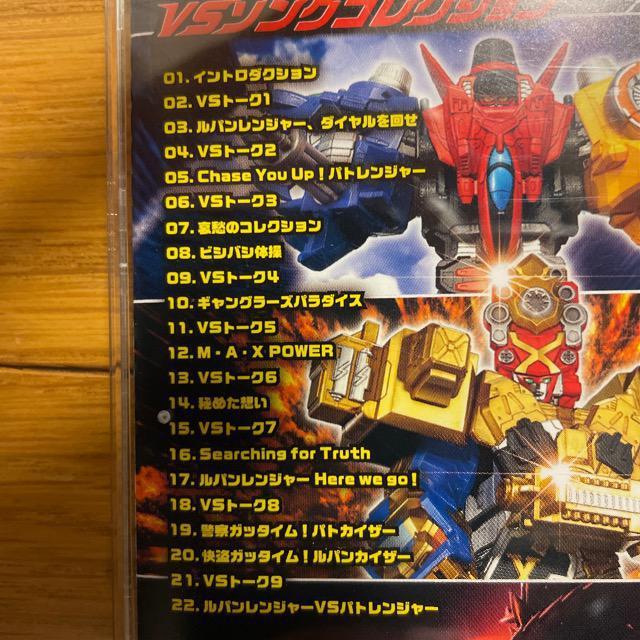 VSソングコレクション
01. イントロダクション
02. VSトーク1
03. ルパンレンジャー、ダイヤルを回せ
04. VSトーク2
05. Chase You Up！パトレンジャー
06. VSトーク3
07. 哀愁のコレクション
08. ビシバシ体操
09. VSトーク4
10. ギャングラーズパラダイス
11. VSトーク5
12. M・A・X POWER
13. VSトーク6
14. 秘めた想い
15. VSトーク7
16. Searching for Truth
17. ルパンレンジャー Here we go！
18. VSトーク8
19. 警察ガッタイム！パトカイザー
20. 快盗ガッタイム！ルパンカイザー
21. VSトーク9
22. ルパンレンジャーVSパトレンジャー